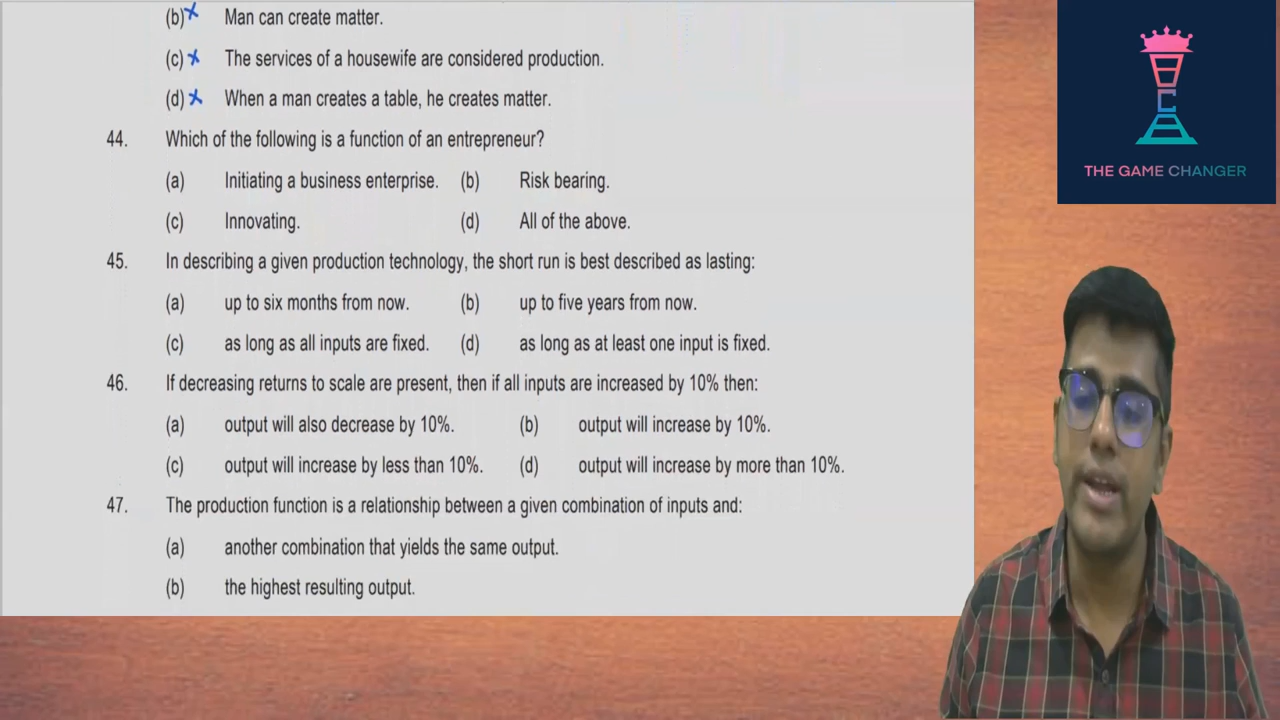 (b) Man can create matter.
(c) The services of a housewife are considered production.
(d) When a man creates a table, he creates matter.
44. Which of the following is a function of an entrepreneur?
(a) Initiating a business enterprise. (b) Risk bearing.
(c) Innovating. (d) All of the above.
45. In describing a given production technology, the short run is best described as lasting:
(a) up to six months from now. (b) up to five years from now.
(c) as long as all inputs are fixed. (d) as long as at least one input is fixed.
46. If decreasing returns to scale are present, then if all inputs are increased by 10% then:
(a) output will also decrease by 10%. (b) output will increase by 10%.
(c) output will increase by less than 10%. (d) output will increase by more than 10%.
47. The production function is a relationship between a given combination of inputs and:
(a) another combination that yields the same output.
(b) the highest resulting output.
THE GAME CHANGER